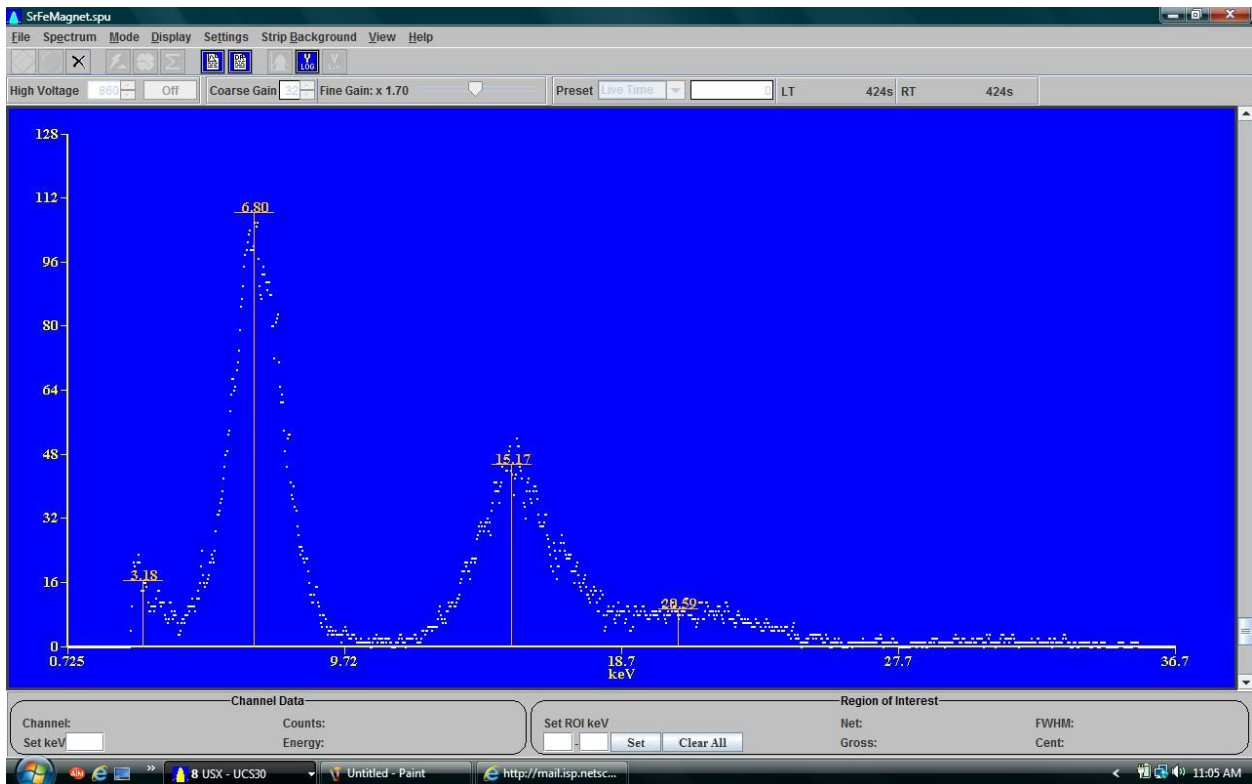 SrFeMagnet.spu
File Spectrum Mode Display Settings Strip Background View Help
Y LOG
High Voltage 860 Off Coarse Gain 32 Fine Gain: x 1.70 Preset Live Time 0 LT 424s RT 424s
128
112
6.80
96
80
64
48
15.17
32
3.18
16
20.59
0
0.725 9.72 18.7 27.7 36.7
keV
Channel Data
Region of Interest
Channel: Counts: Set ROI keV Net: FWHM:
Set keV Energy: - Set Clear All Gross: Cent:
AIM » 8 USX - UCS30 Untitled - Paint http://mail.isp.netsc... < 11:05 AM